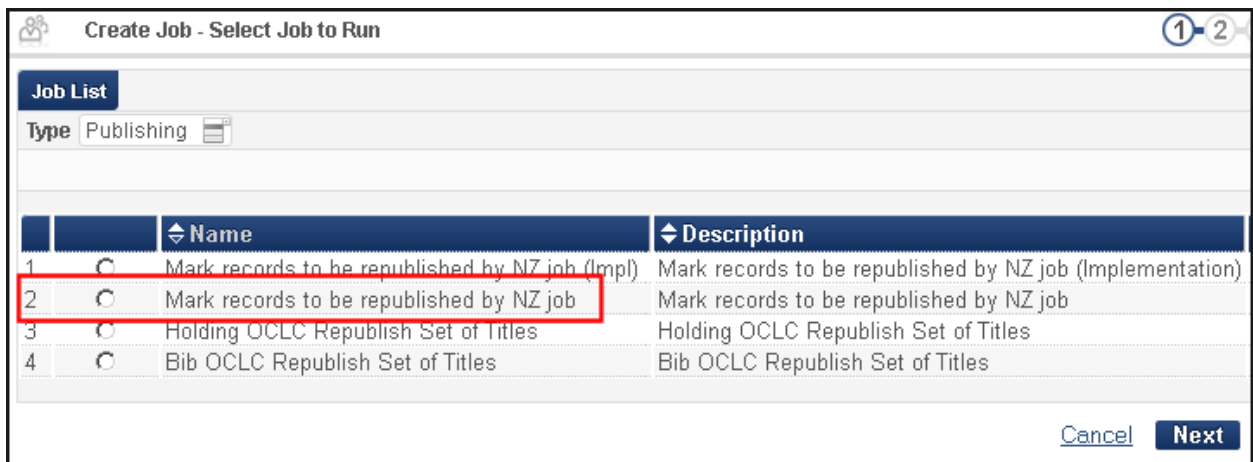 Create Job - Select Job to Run 1 2
Job List
Type Publishing
Name Description
1 Mark records to be republished by NZ job (Impl) Mark records to be republished by NZ job (Implementation)
2 Mark records to be republished by NZ job Mark records to be republished by NZ job
3 Holding OCLC Republish Set of Titles Holding OCLC Republish Set of Titles
4 Bib OCLC Republish Set of Titles Bib OCLC Republish Set of Titles
Cancel Next